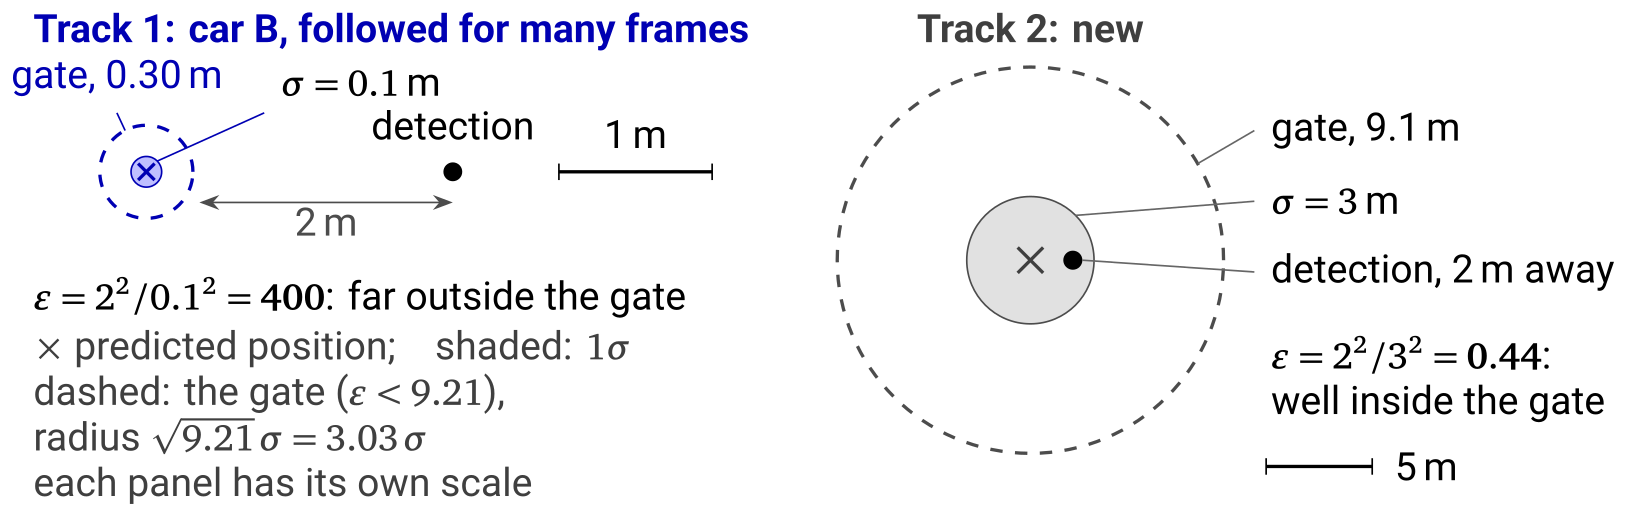 Track 1: car B, followed for many frames
gate, 0.30 m
σ = 0.1 m
detection
1 m
2 m
ε = 2²/0.1² = 400: far outside the gate
× predicted position; shaded: 1σ
dashed: the gate (ε < 9.21),
radius √9.21 σ = 3.03 σ
each panel has its own scale
Track 2: new
gate, 9.1 m
σ = 3 m
detection, 2 m away
ε = 2²/3² = 0.44:
well inside the gate
5 m